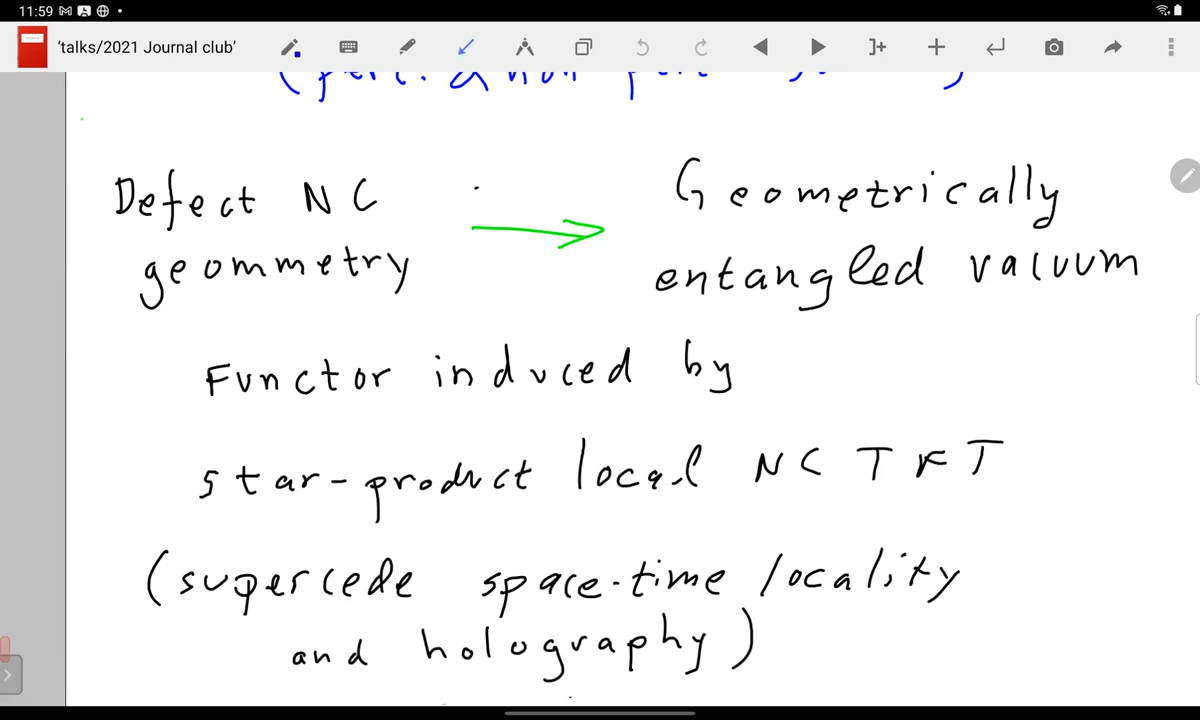 11:59
'talks/2021 Journal club'
Defect NC
geommetry
Geometrically
entangled vacuum
Functor induced by
star-product local NC TFT
(supercede space-time locality
and holography)